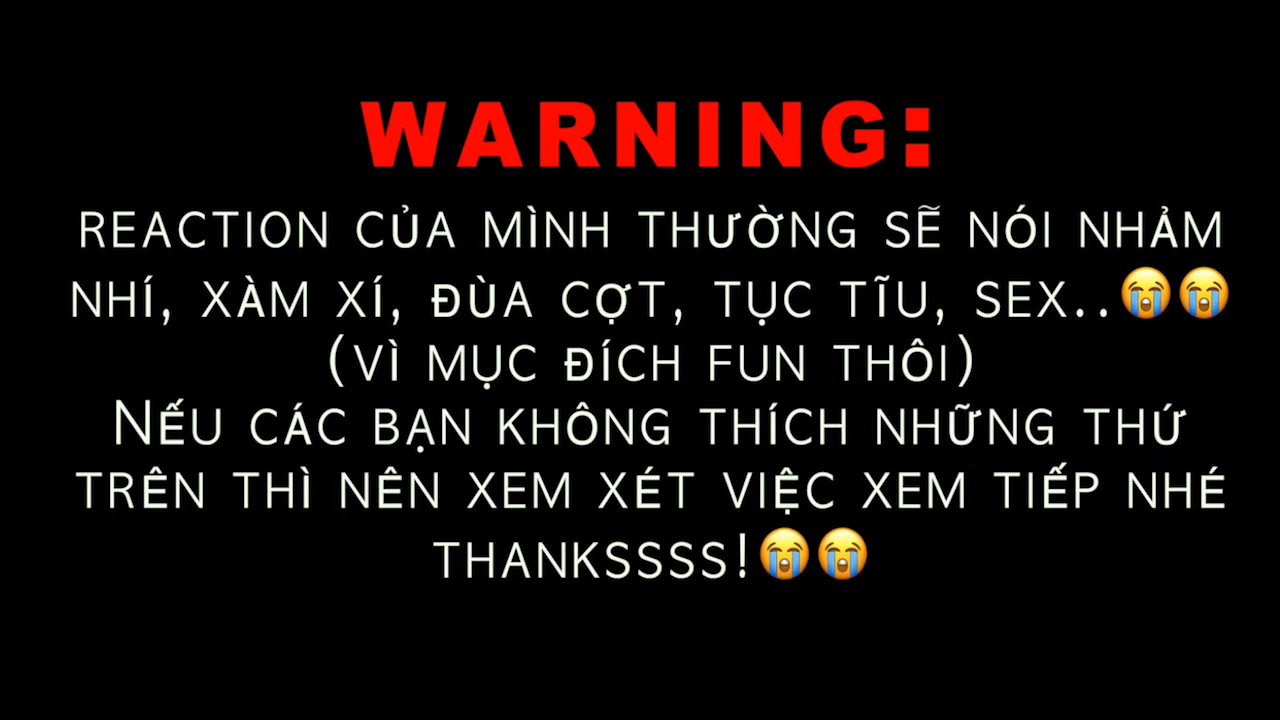 WARNING:
REACTION CỦA MÌNH THƯỜNG SẼ NÓI NHẢM
NHÍ, XÀM XÍ, ĐÙA CỢT, TỤC TĨU, SEX..😭😭
(VÌ MỤC ĐÍCH FUN THÔI)
NẾU CÁC BẠN KHÔNG THÍCH NHỮNG THỨ
TRÊN THÌ NÊN XEM XÉT VIỆC XEM TIẾP NHÉ
THANKSSSS!😭😭